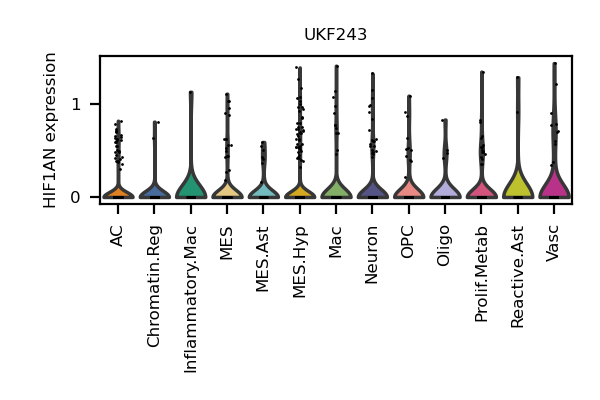 UKF243
HIF1AN expression
1
0
AC
Chromatin.Reg
Inflammatory.Mac
MES
MES.Ast
MES.Hyp
Mac
Neuron
OPC
Oligo
Prolif.Metab
Reactive.Ast
Vasc